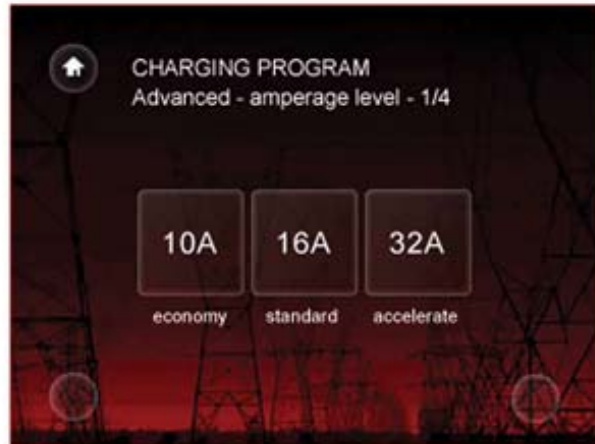 CHARGING PROGRAM
Advanced - amperage level - 1/4
10A 16A 32A
economy standard accelerate